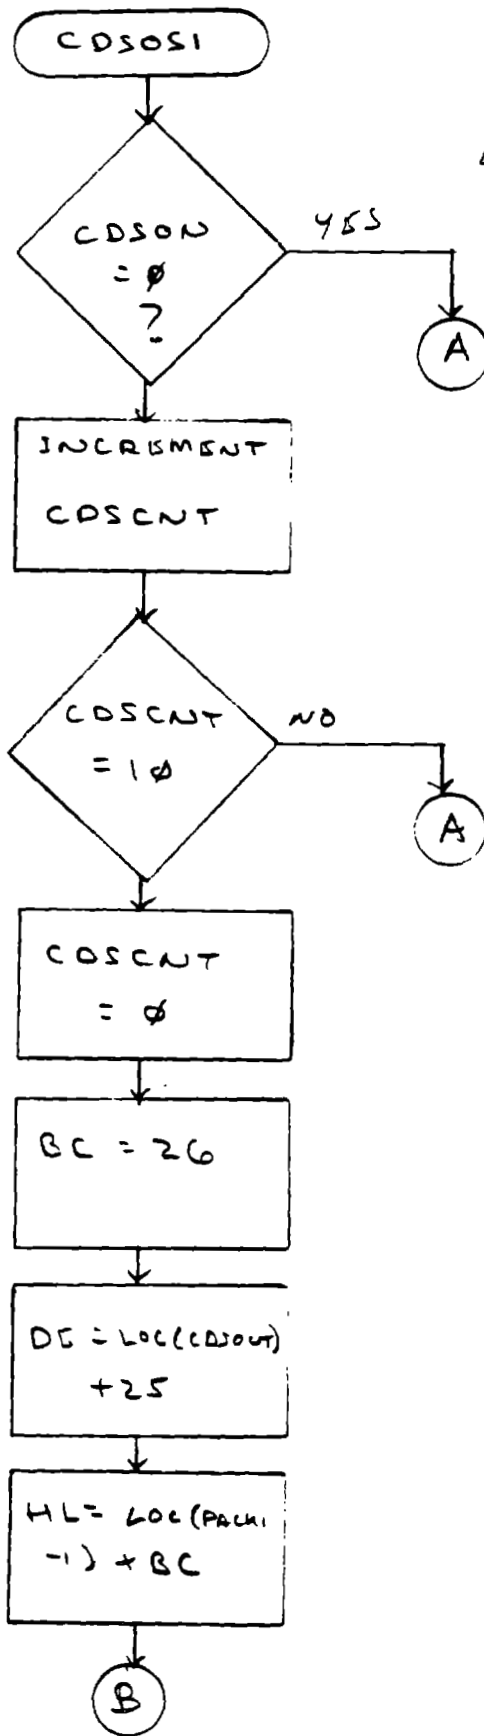 CDSOSI
CDSON
= ø
?
YES
A
INCREMENT
CDSCNT
CDSCNT
= 1ø
NO
A
CDSCNT
= ø
BC = 26
DE = LOC(CDSOUT)
+25
HL = LOC(PACK1
-1) + BC
B